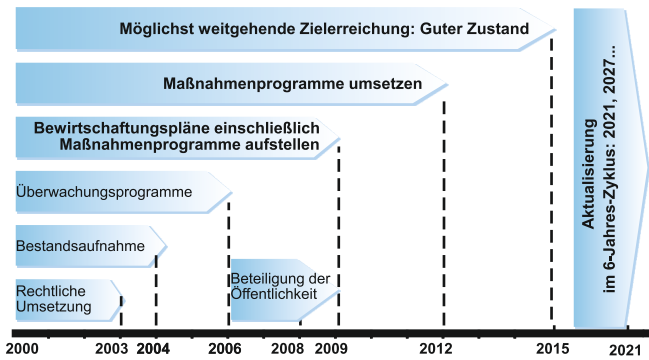 Möglichst weitgehende Zielerreichung: Guter Zustand
Maßnahmenprogramme umsetzen
Bewirtschaftungspläne einschließlich
Maßnahmenprogramme aufstellen
Überwachungsprogramme
Bestandsaufnahme
Rechtliche
Umsetzung
Beteiligung der
Öffentlichkeit
Aktualisierung
im 6-Jahres-Zyklus: 2021, 2027...
2000 2003 2004 2006 2008 2009 2012 2015 2021